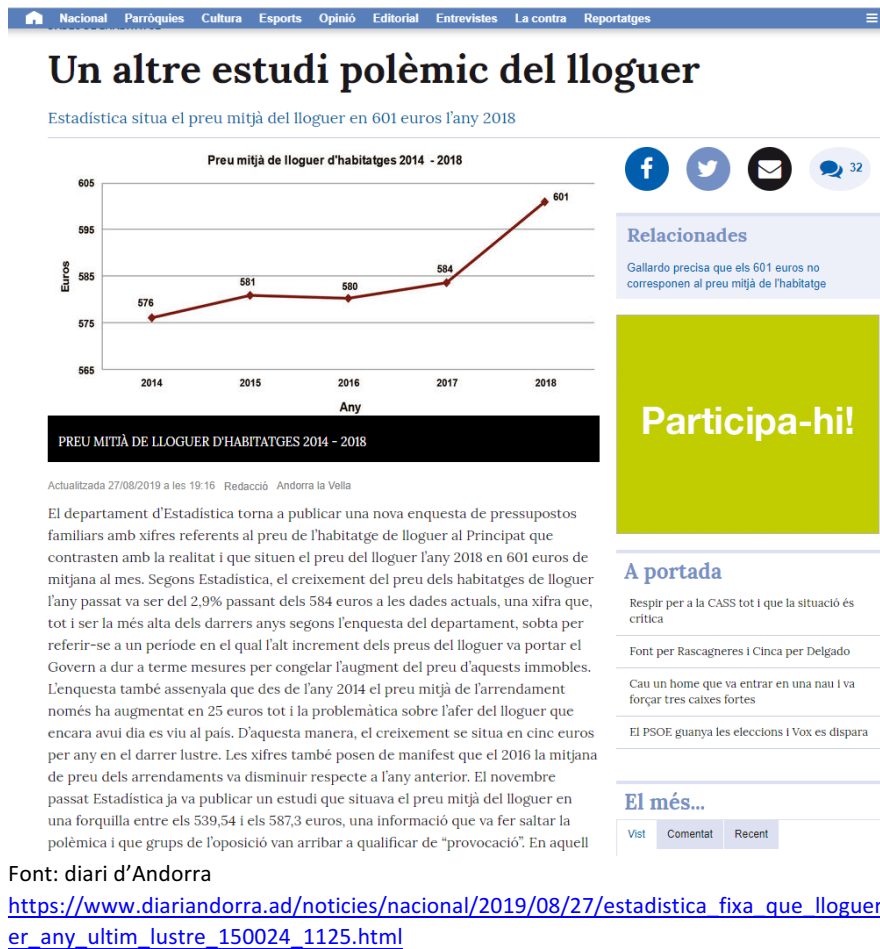 Nacional Parròquies Cultura Esports Opinió Editorial Entrevistes La contra Reportatges
Un altre estudi polèmic del lloguer
Estadística situa el preu mitjà del lloguer en 601 euros l'any 2018
Preu mitjà de lloguer d'habitatges 2014 - 2018
605
595
585
575
565
Euros
576
581
580
584
601
2014 2015 2016 2017 2018
Any
PREU MITJÀ DE LLOGUER D'HABITATGES 2014 - 2018
Actualitzada 27/08/2019 a les 19:16 Redacció Andorra la Vella
El departament d'Estadística torna a publicar una nova enquesta de pressupostos
familiars amb xifres referents al preu de l'habitatge de lloguer al Principat que
contrasten amb la realitat i que situen el preu del lloguer l'any 2018 en 601 euros de
mitjana al mes. Segons Estadística, el creixement del preu dels habitatges de lloguer
l'any passat va ser del 2,9% passant dels 584 euros a les dades actuals, una xifra que,
tot i ser la més alta dels darrers anys segons l'enquesta del departament, sobta per
referir-se a un període en el qual l'alt increment dels preus del lloguer va portar el
Govern a dur a terme mesures per congelar l'augment del preu d'aquests immobles.
L'enquesta també assenyala que des de l'any 2014 el preu mitjà de l'arrendament
només ha augmentat en 25 euros tot i la problemàtica sobre l'afer del lloguer que
encara avui dia es viu al país. D'aquesta manera, el creixement se situa en cinc euros
per any en el darrer lustre. Les xifres també posen de manifest que el 2016 la mitjana
de preu dels arrendaments va disminuir respecte a l'any anterior. El novembre
passat Estadística ja va publicar un estudi que situava el preu mitjà del lloguer en
una forquilla entre els 539,54 i els 587,3 euros, una informació que va fer saltar la
polèmica i que grups de l'oposició van arribar a qualificar de “provocació”. En aquell
32
Relacionades
Gallardo precisa que els 601 euros no
corresponen al preu mitjà de l'habitatge
Participa-hi!
A portada
Respir per a la CASS tot i que la situació és
crítica
Font per Rascagneres i Cinca per Delgado
Cau un home que va entrar en una nau i va
forçar tres caixes fortes
El PSOE guanya les eleccions i Vox es dispara
El més...
Vist Comentat Recent
Font: diari d'Andorra
https://www.diariandorra.ad/noticies/nacional/2019/08/27/estadistica_fixa_que_lloguer
er_any_ultim_lustre_150024_1125.html